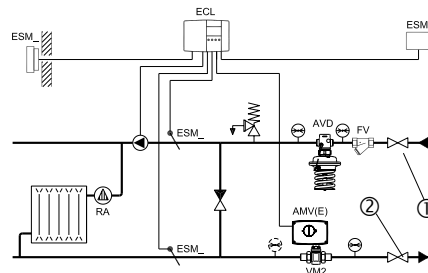 ECL
ESM_
ESM
ESM_
AVD
FV
①
RA
AMV(E)
②
ESM_
VM2